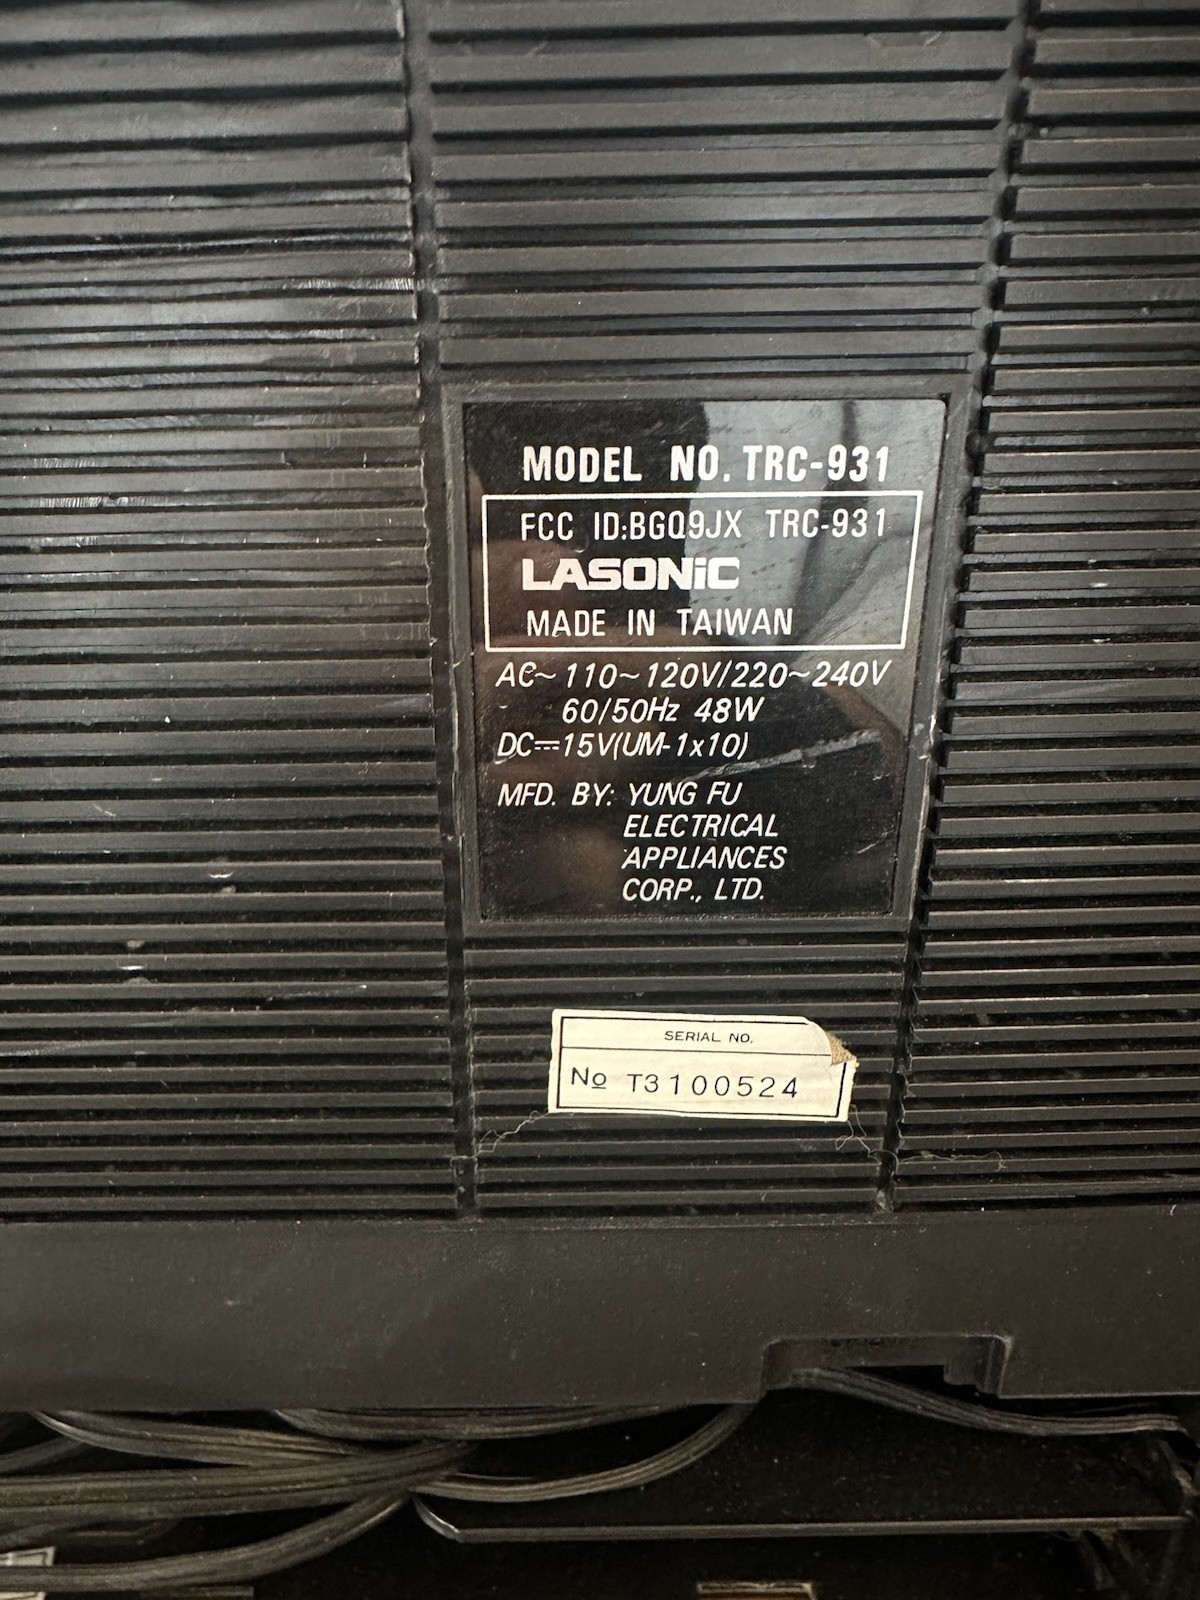 MODEL NO. TRC-931
FCC ID:BGQ9JX TRC-931
LASONiC
MADE IN TAIWAN
AC~110~120V/220~240V
60/50Hz 48W
DC⎓15V(UM-1x10)
MFD. BY: YUNG FU
ELECTRICAL
APPLIANCES
CORP., LTD.
SERIAL NO.
No T3100524